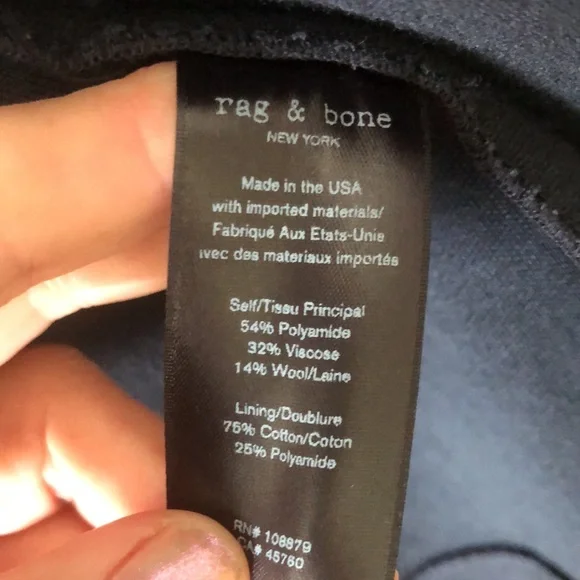 rag & bone
NEW YORK
Made in the USA
with imported materials/
Fabriqué Aux Etats-Unis
avec des materiaux importés
Self/Tissu Principal
54% Polyamide
32% Viscose
14% Wool/Laine
Lining/Doublure
75% Cotton/Coton
25% Polyamide
RN# 108879
CA# 45760